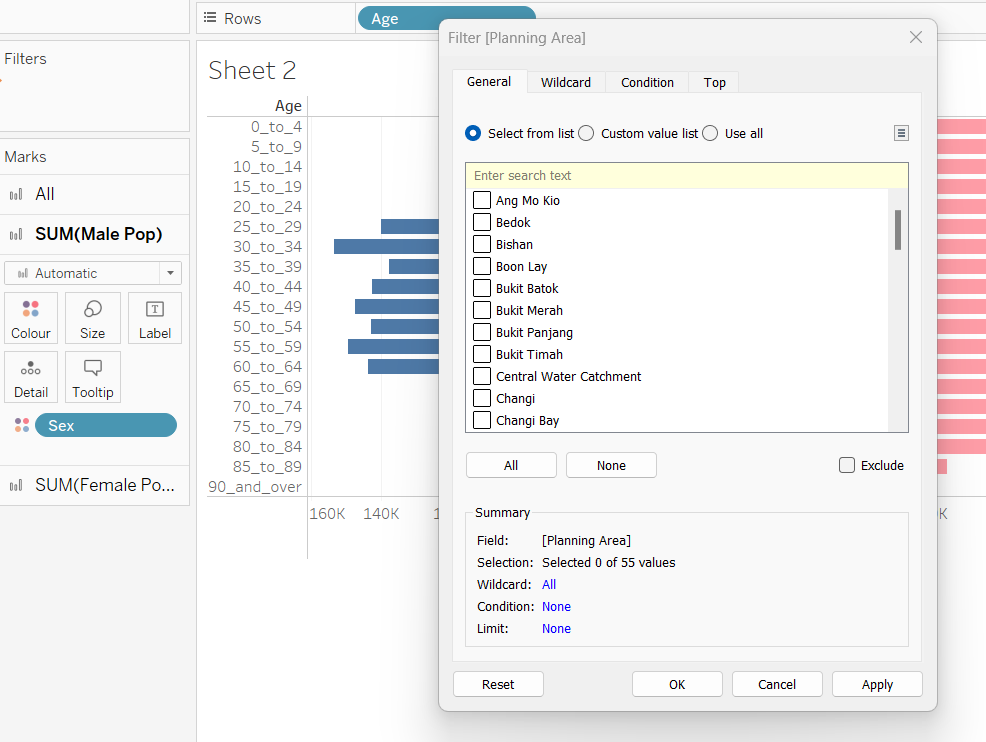 Rows
Age
Filters
Marks
All
SUM(Male Pop)
Automatic
Colour
Size
Label
Detail
Tooltip
Sex
SUM(Female Po...
Sheet 2
Age
0_to_4
5_to_9
10_to_14
15_to_19
20_to_24
25_to_29
30_to_34
35_to_39
40_to_44
45_to_49
50_to_54
55_to_59
60_to_64
65_to_69
70_to_74
75_to_79
80_to_84
85_to_89
90_and_over
160K 140K
Filter [Planning Area]
General Wildcard Condition Top
Select from list Custom value list Use all
Enter search text
Ang Mo Kio
Bedok
Bishan
Boon Lay
Bukit Batok
Bukit Merah
Bukit Panjang
Bukit Timah
Central Water Catchment
Changi
Changi Bay
All None Exclude
Summary
Field: [Planning Area]
Selection: Selected 0 of 55 values
Wildcard: All
Condition: None
Limit: None
Reset OK Cancel Apply